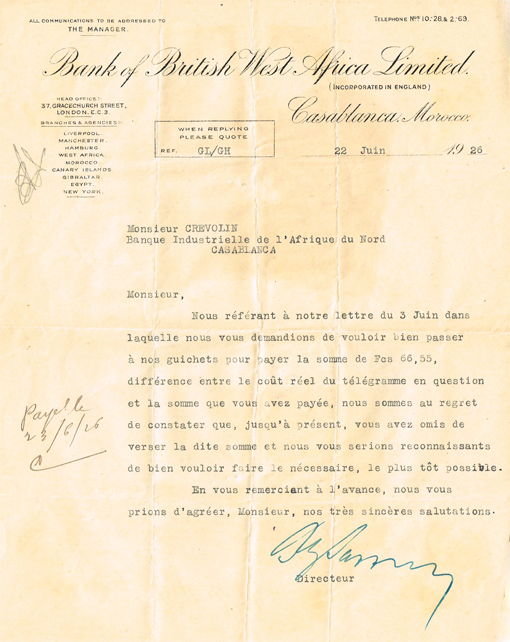 ALL COMMUNICATIONS TO BE ADDRESSED TO
THE MANAGER.
TELEPHONE Nos 10.28 & 2.63.
Bank of British West Africa Limited.
(INCORPORATED IN ENGLAND)
HEAD OFFICE:
37, GRACECHURCH STREET,
LONDON, E.C.3.
BRANCHES & AGENCIES:
LIVERPOOL.
MANCHESTER.
HAMBURG.
WEST AFRICA.
MOROCCO.
CANARY ISLANDS.
GIBRALTAR.
EGYPT.
NEW YORK.
WHEN REPLYING
PLEASE QUOTE
REF. GL/GH
Casablanca. Morocco.
22 Juin 1926
Monsieur CREVOLIN
Banque Industrielle de l'Afrique du Nord
CASABLANCA
Monsieur,
Nous référant à notre lettre du 3 Juin dans
laquelle nous vous demandions de vouloir bien passer
à nos guichets pour payer la somme de Fcs 66,55,
différence entre le coût réel du télégramme en question
et la somme que vous avez payée, nous sommes au regret
de constater que, jusqu'à présent, vous avez omis de
verser la dite somme et nous vous serions reconnaissants
de bien vouloir faire le nécessaire, le plus tôt possible.
En vous remerciant à l'avance, nous vous
prions d'agréer, Monsieur, nos très sincères salutations.
Payé le
23/6/26
Directeur